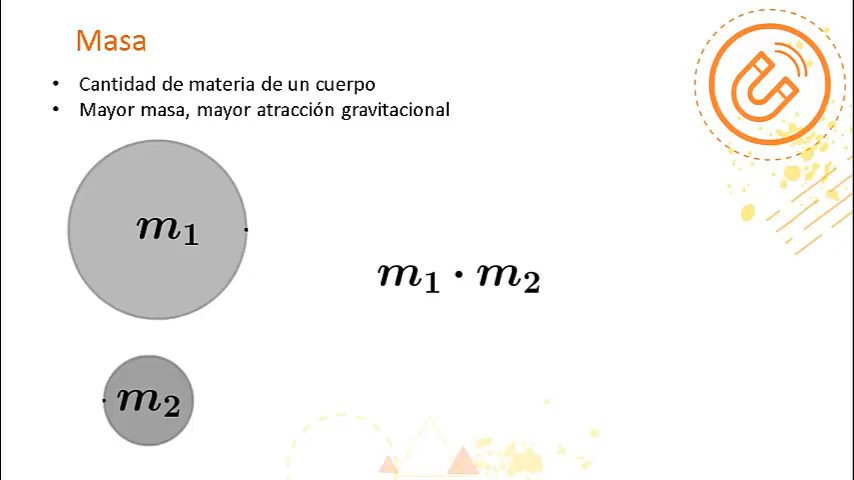 Masa
• Cantidad de materia de un cuerpo
• Mayor masa, mayor atracción gravitacional
m₁
m₁ · m₂
m₂